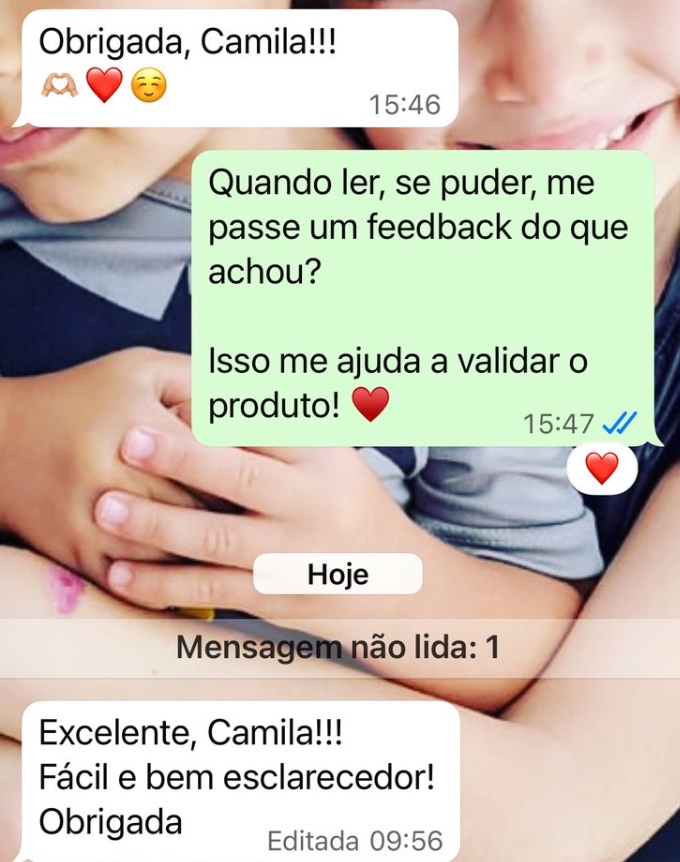 Obrigada, Camila!!!
🫶🏼❤️☺️
15:46
Quando ler, se puder, me
passe um feedback do que
achou?
Isso me ajuda a validar o
produto! ♥️
15:47
❤️
Hoje
Mensagem não lida: 1
Excelente, Camila!!!
Fácil e bem esclarecedor!
Obrigada
Editada 09:56